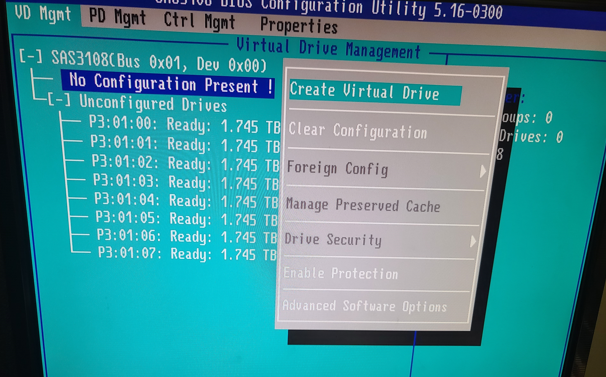 BIOS Configuration Utility 5.16-0300
VD Mgmt PD Mgmt Ctrl Mgmt Properties
Virtual Drive Management
[-] SAS3108(Bus 0x01, Dev 0x00)
No Configuration Present !
[-] Unconfigured Drives
P3:01:00: Ready: 1.745 TB
P3:01:01: Ready: 1.745 TB
P3:01:02: Ready: 1.745 TB
P3:01:03: Ready: 1.745 TB
P3:01:04: Ready: 1.745 TB
P3:01:05: Ready: 1.745 TB
P3:01:06: Ready: 1.745 TB
P3:01:07: Ready: 1.745 TB
Create Virtual Drive
Clear Configuration
Foreign Config
Manage Preserved Cache
Drive Security
Enable Protection
Advanced Software Options
er:
oups: 0
Drives: 0
8